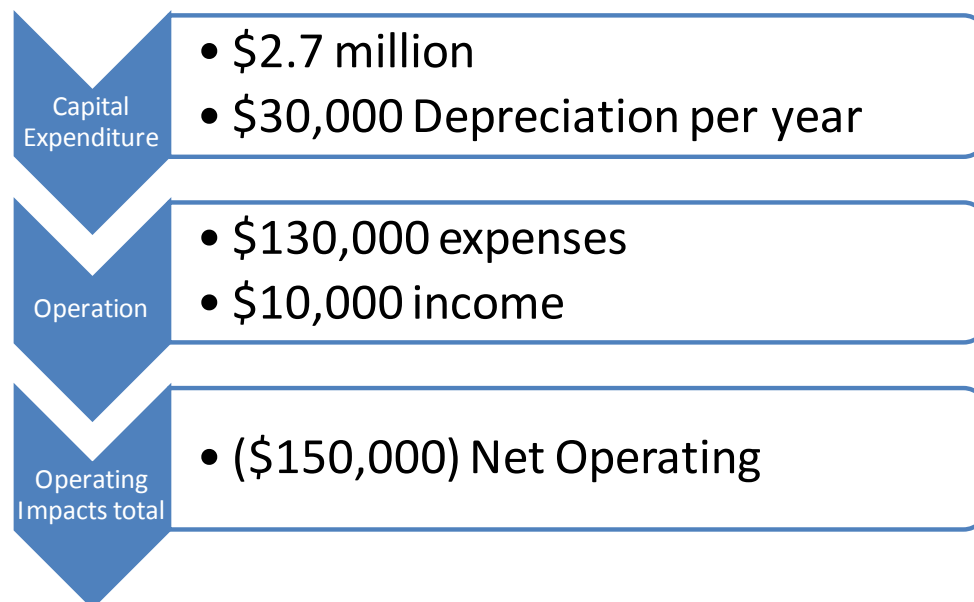 Capital
Expenditure
• $2.7 million
• $30,000 Depreciation per year
Operation
• $130,000 expenses
• $10,000 income
Operating
Impacts total
• ($150,000) Net Operating